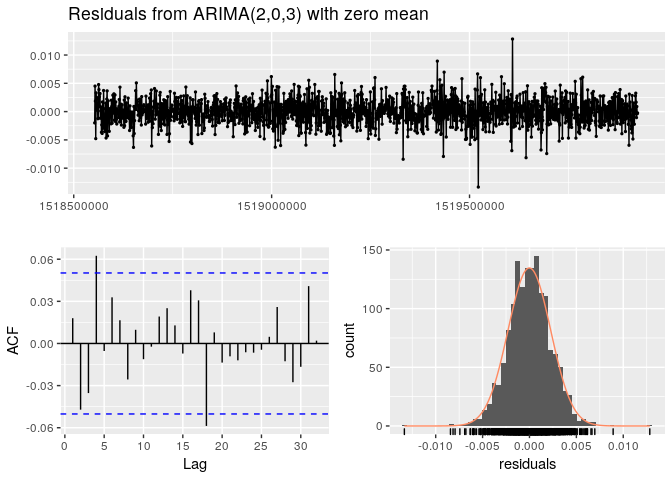 Residuals from ARIMA(2,0,3) with zero mean
0.010
0.005
0.000
-0.005
-0.010
1518500000 1519000000 1519500000
0.06
0.03
0.00
-0.03
-0.06
ACF
0 5 10 15 20 25 30
Lag
150
100
50
0
count
-0.010 -0.005 0.000 0.005 0.010
residuals